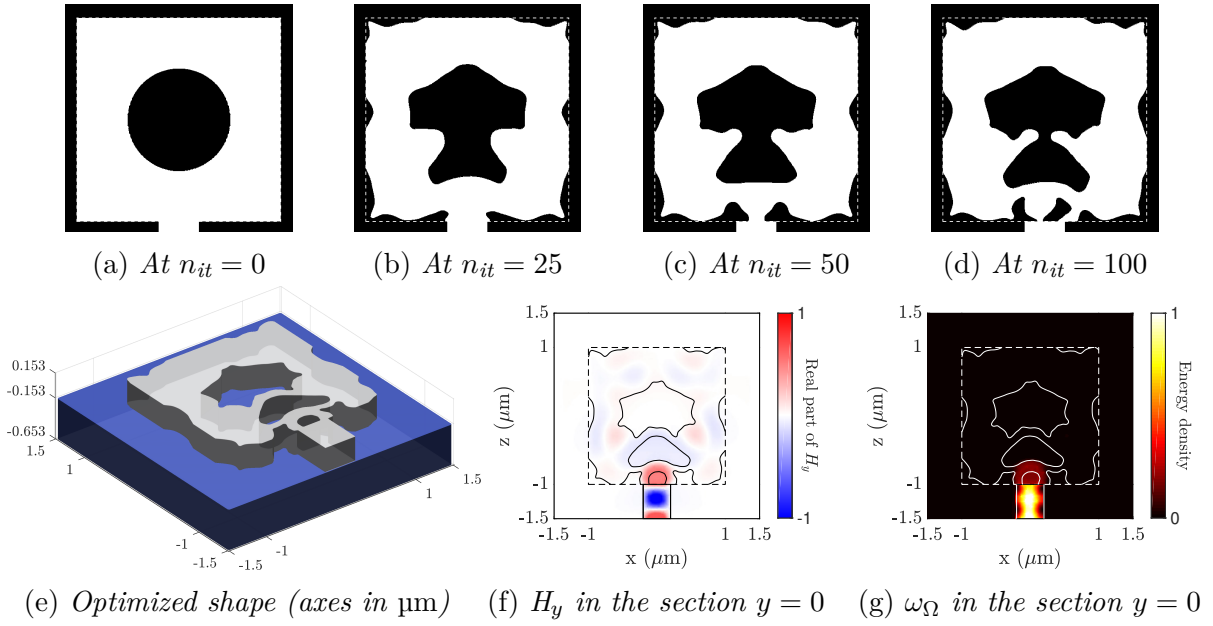 (a) At n_it = 0
(b) At n_it = 25
(c) At n_it = 50
(d) At n_it = 100
0.153
-0.153
-0.653
1.5
1
-1
-1.5
-1.5
-1
1
1.5
1.5
1
-1
-1.5
z (μm)
-1.5 -1 1 1.5
x (μm)
1
-1
Real part of H_y
1.5
1
-1
-1.5
z (μm)
-1.5 -1 1 1.5
x (μm)
1
0
Energy density
(e) Optimized shape (axes in μm)
(f) H_y in the section y = 0
(g) ω_Ω in the section y = 0